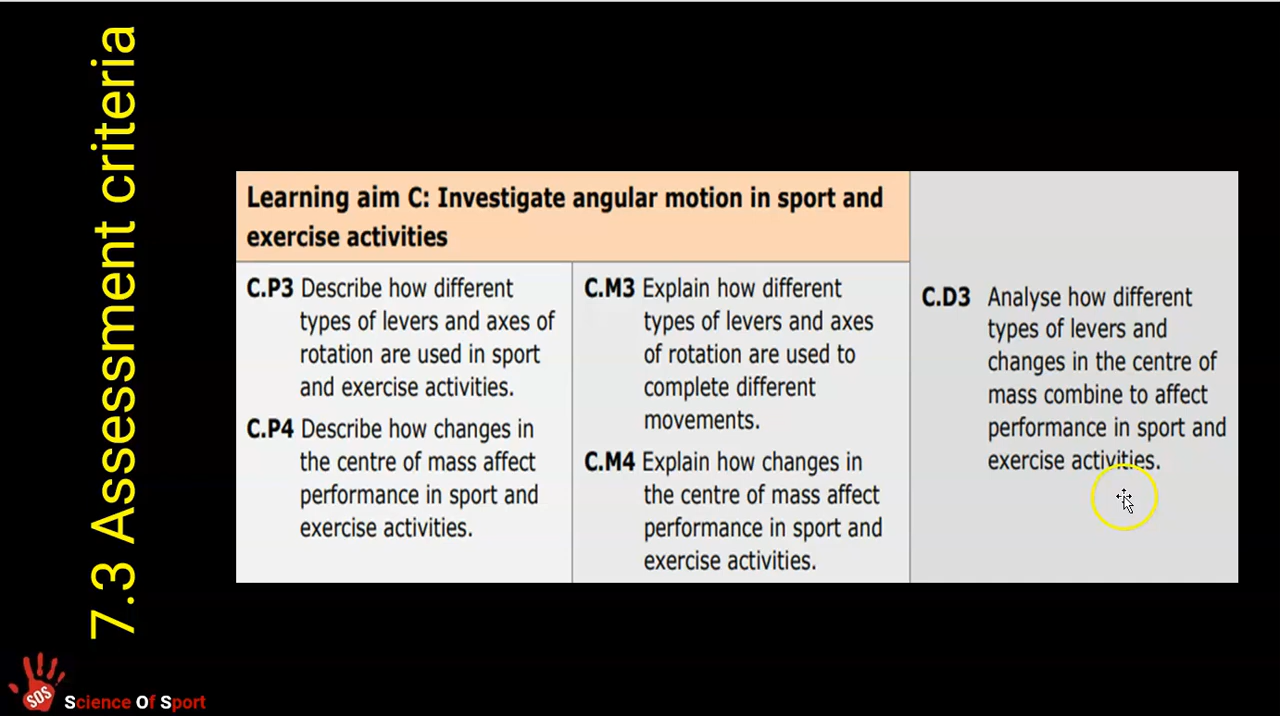 7.3 Assessment criteria
Learning aim C: Investigate angular motion in sport and
exercise activities
C.P3 Describe how different
types of levers and axes of
rotation are used in sport
and exercise activities.
C.P4 Describe how changes in
the centre of mass affect
performance in sport and
exercise activities.
C.M3 Explain how different
types of levers and axes
of rotation are used to
complete different
movements.
C.M4 Explain how changes in
the centre of mass affect
performance in sport and
exercise activities.
C.D3 Analyse how different
types of levers and
changes in the centre of
mass combine to affect
performance in sport and
exercise activities.
SOS
Science Of Sport